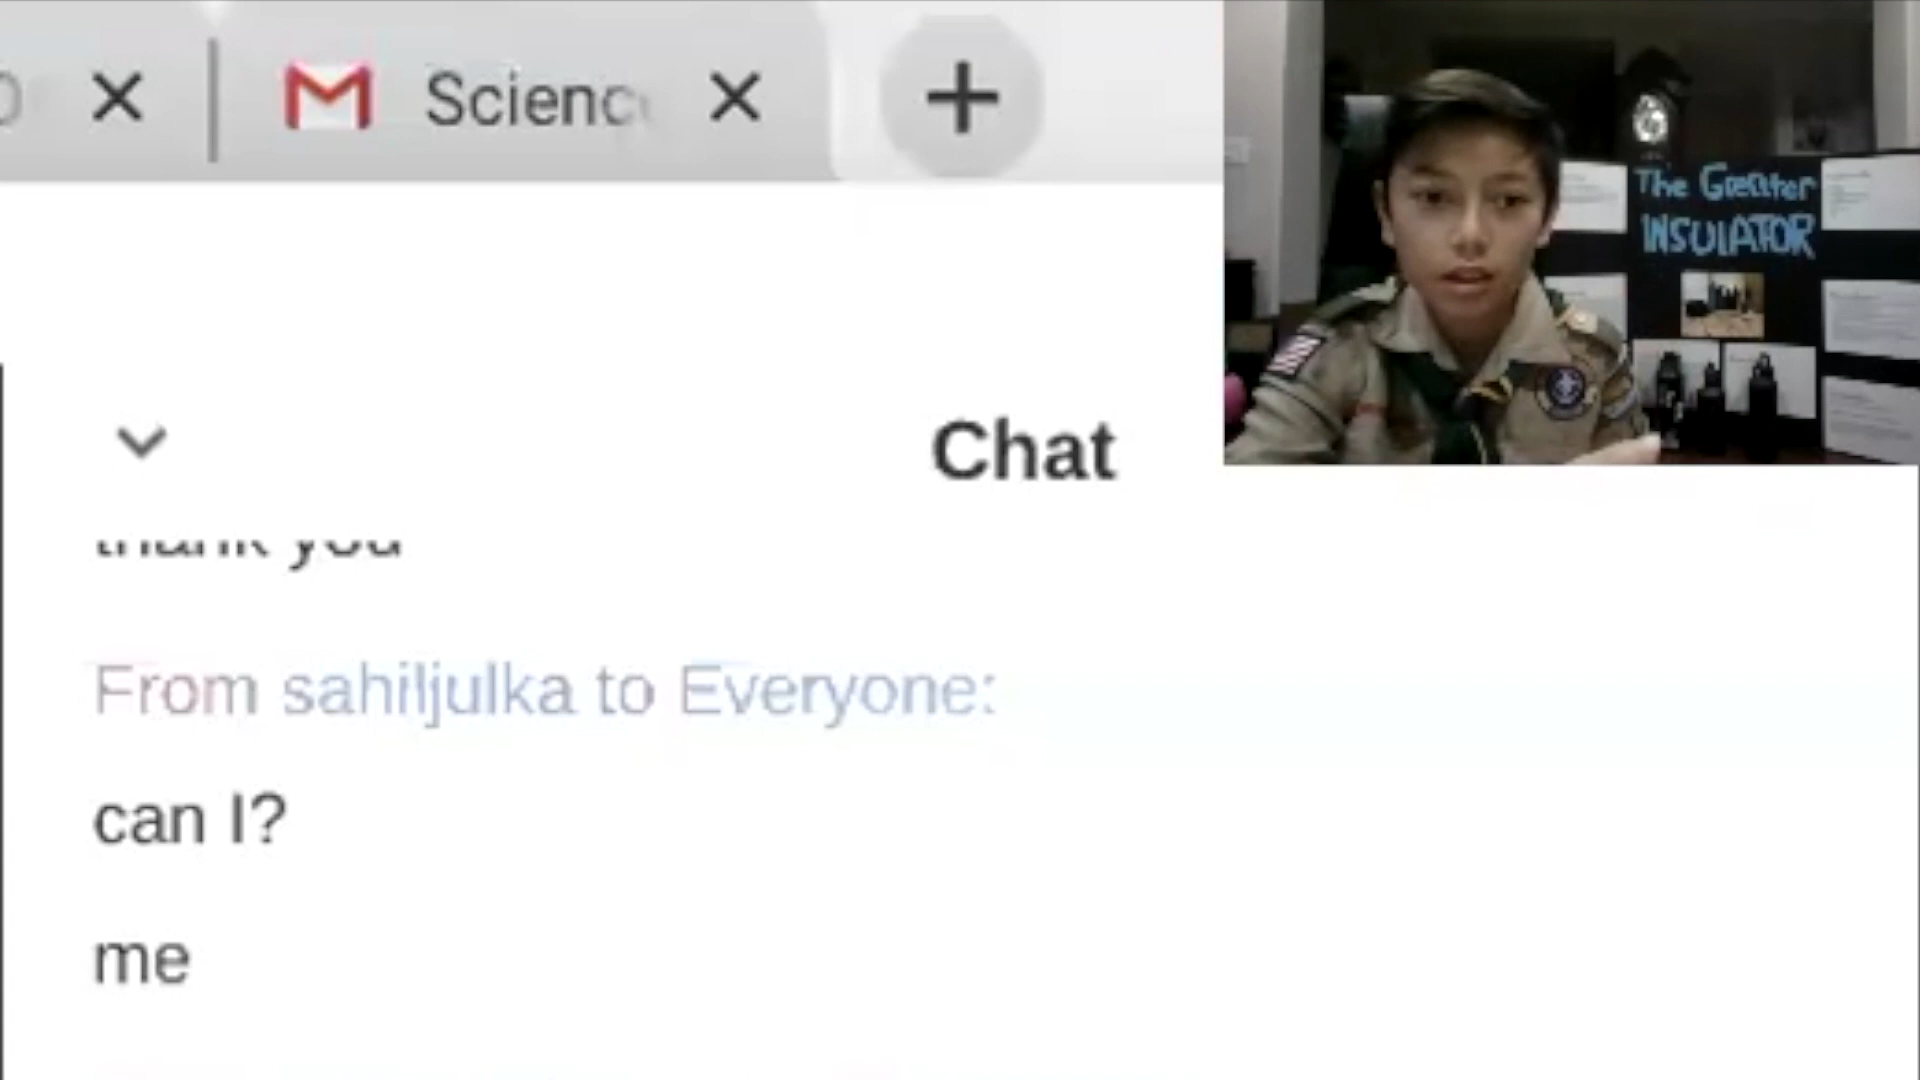 Scienc
The Greater
INSULATOR
Chat
thank you
From sahiljulka to Everyone:
can I?
me